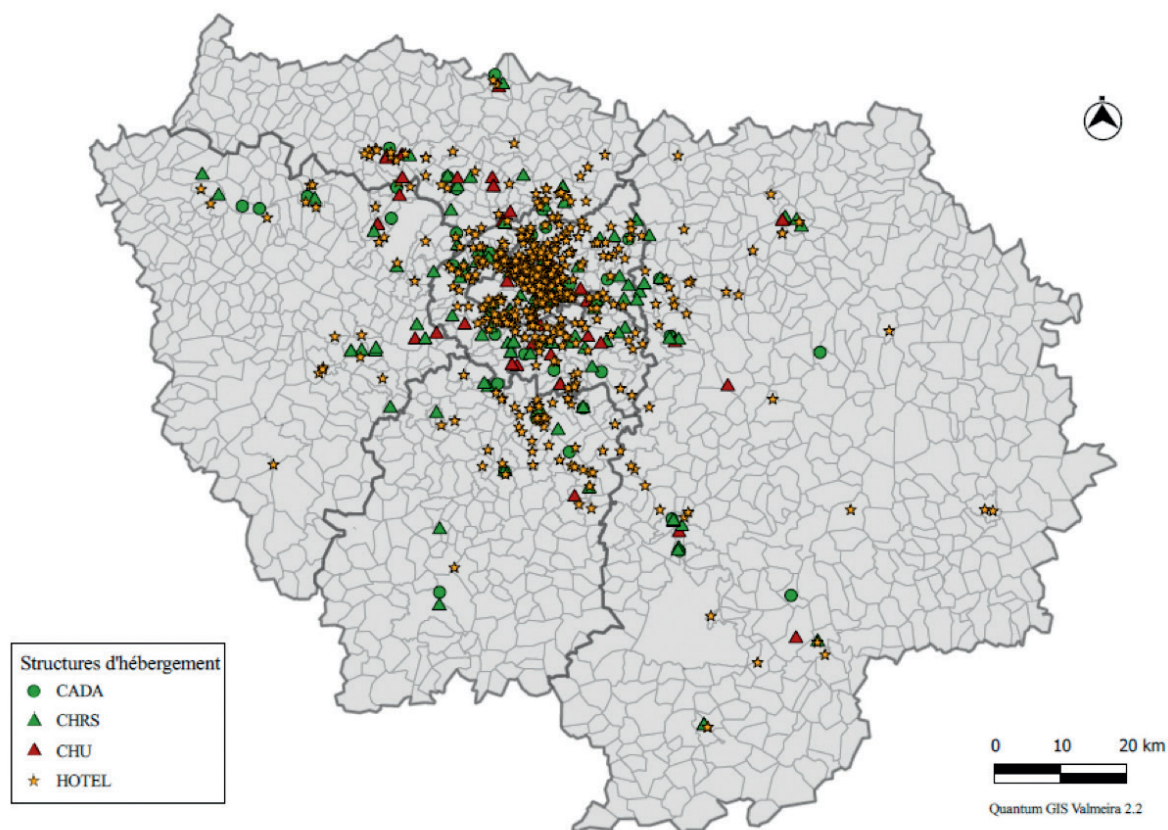 Structures d'hébergement
CADA
CHRS
CHU
HOTEL
0 10 20 km
Quantum GIS Valmeira 2.2